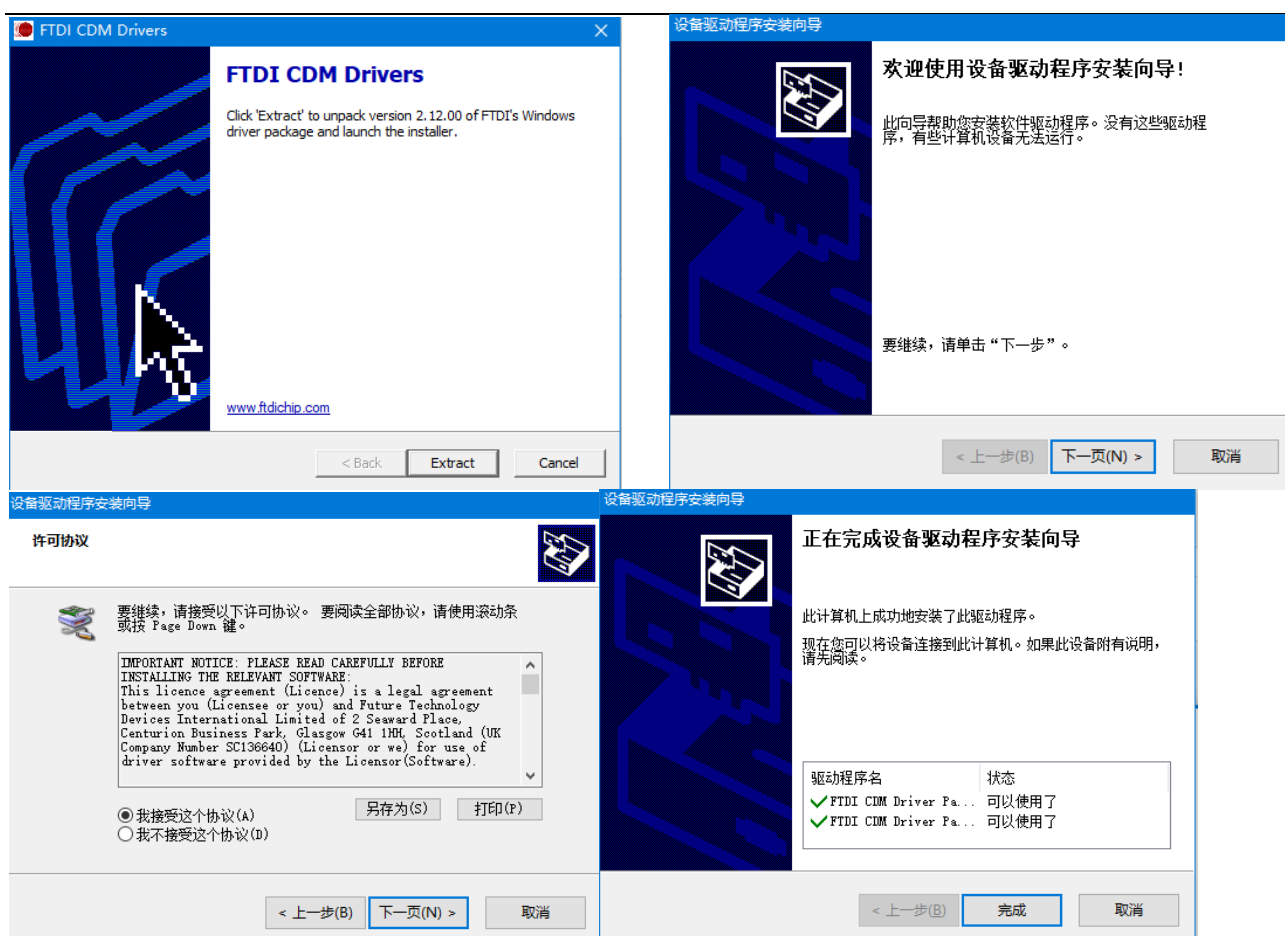 FTDI CDM Drivers
FTDI CDM Drivers
Click 'Extract' to unpack version 2.12.00 of FTDI's Windows
driver package and launch the installer.
www.ftdichip.com
< Back
Extract
Cancel
设备驱动程序安装向导
欢迎使用设备驱动程序安装向导!
此向导帮助您安装软件驱动程序。没有这些驱动程
序，有些计算机设备无法运行。
要继续，请单击“下一步”。
< 上一步(B)
下一页(N) >
取消
设备驱动程序安装向导
许可协议
要继续，请接受以下许可协议。 要阅读全部协议，请使用滚动条
或按 Page Down 键。
IMPORTANT NOTICE: PLEASE READ CAREFULLY BEFORE
INSTALLING THE RELEVANT SOFTWARE:
This licence agreement (Licence) is a legal agreement
between you (Licensee or you) and Future Technology
Devices International Limited of 2 Seaward Place,
Centurion Business Park, Glasgow G41 1HH, Scotland (UK
Company Number SC136640) (Licensor or we) for use of
driver software provided by the Licensor(Software).
我接受这个协议(A)
另存为(S)
打印(P)
我不接受这个协议(D)
< 上一步(B)
下一页(N) >
取消
设备驱动程序安装向导
正在完成设备驱动程序安装向导
此计算机上成功地安装了此驱动程序。
现在您可以将设备连接到此计算机。如果此设备附有说明，
请先阅读。
驱动程序名 状态
FTDI CDM Driver Pa... 可以使用了
FTDI CDM Driver Pa... 可以使用了
< 上一步(B)
完成
取消